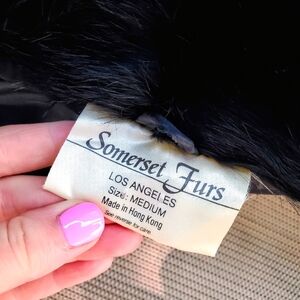 Somerset Furs
LOS ANGELES
Size: MEDIUM
Made in Hong Kong
See reverse for care